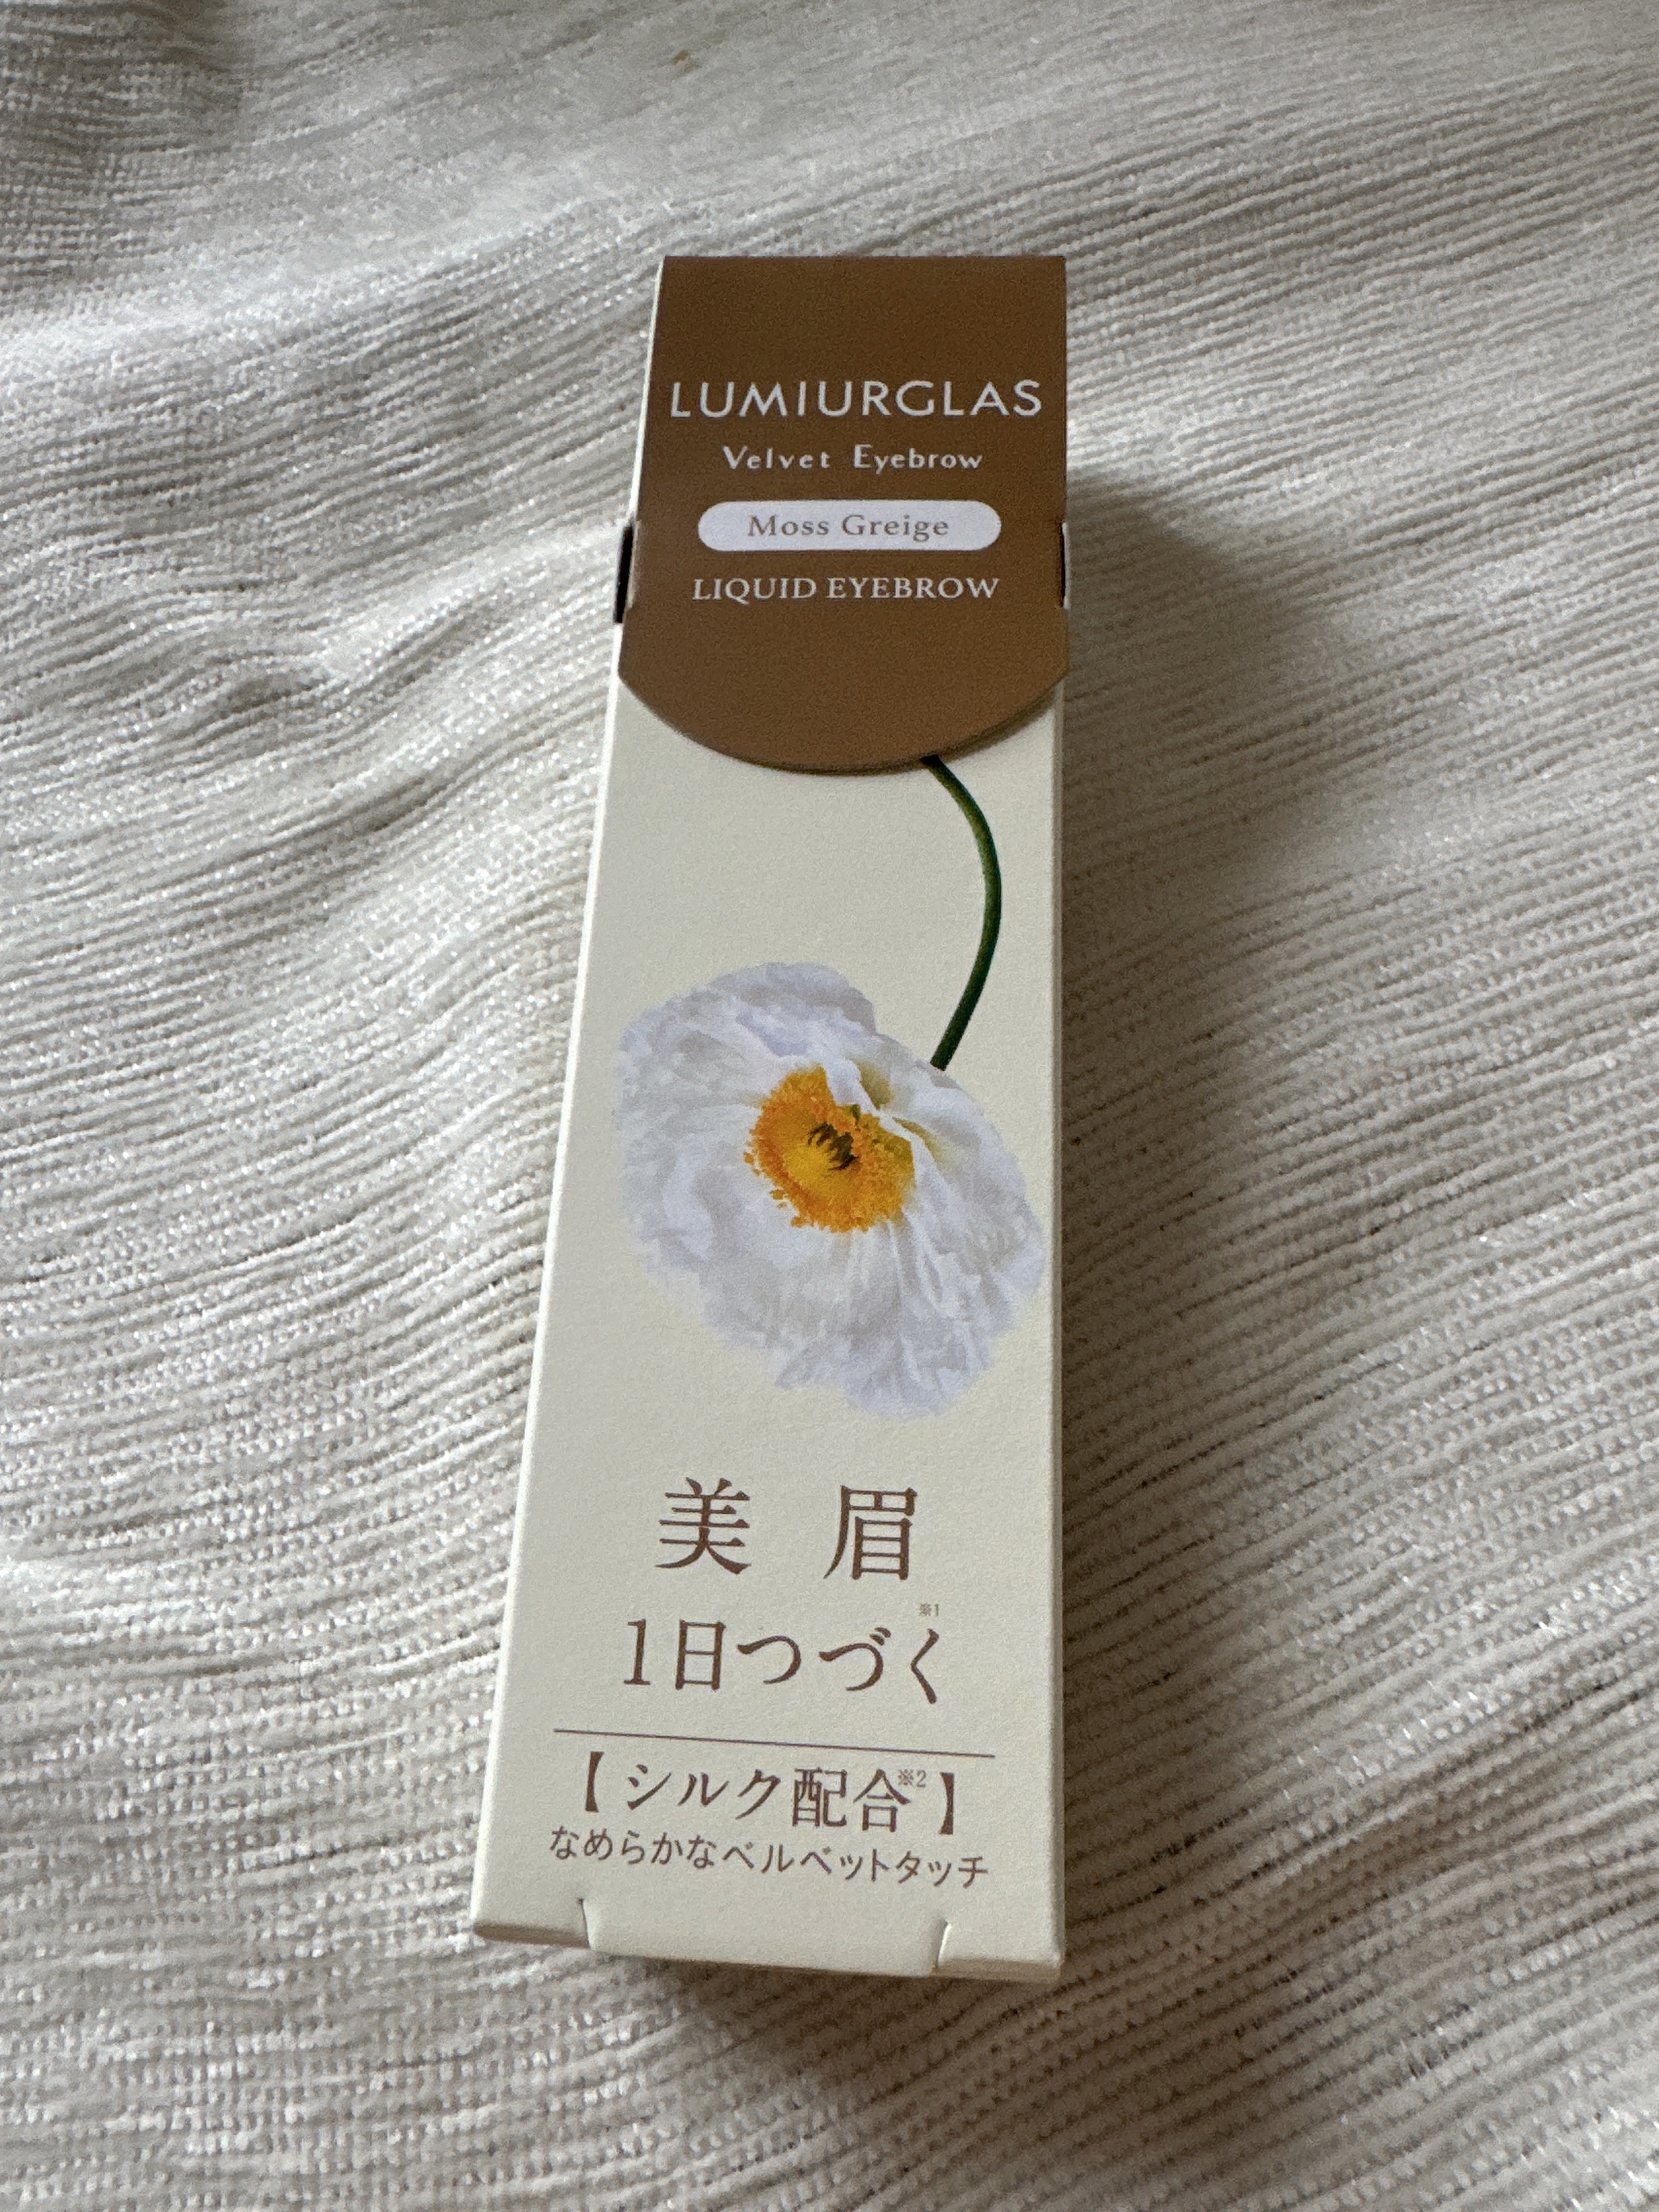 LUMIURGLAS
Velvet Eyebrow
Moss Greige
LIQUID EYEBROW
美眉
1日つづく※1
【シルク配合※2】
なめらかなベルベットタッチ